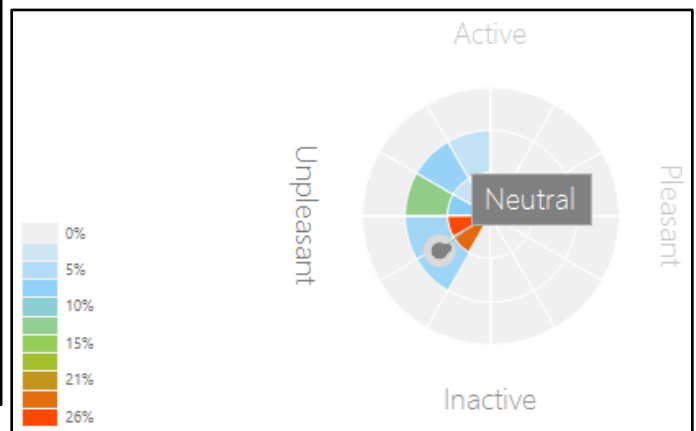 Active
Unpleasant
Neutral
Pleasant
0%
5%
10%
15%
21%
26%
Inactive